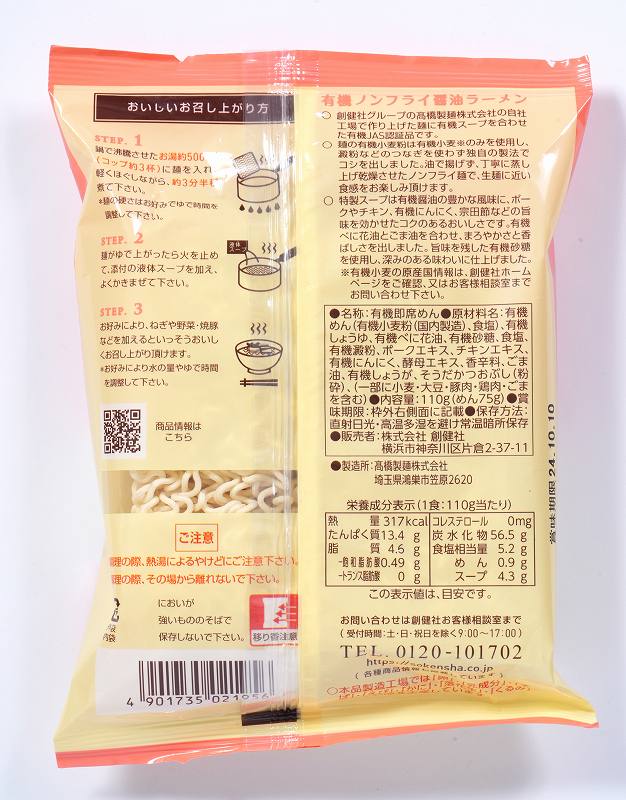 おいしいお召し上がり方
STEP. 1
鍋で沸騰させたお湯約500
(コップ約3杯)に麺を入れ
軽くほぐしながら、約3分半程
煮て下さい。
*麺の硬さはお好みでゆで時間を
調整して下さい。
STEP. 2
麺がゆで上がったら火を止め
て、添付の液体スープを加え、
よくかきまぜて下さい。
液体
STEP. 3
お好みにより、ねぎや野菜・焼豚
などを加えるといっそうおいし
くお召し上がり頂けます。
*お好みにより水の量やゆで時間
を調整して下さい。
商品情報は
こちら
ご注意
調理の際、熱湯によるやけどにご注意下さい。
調理の際、その場から離れないで下さい。
においが
強いもののそばで
保存しないで下さい。
移り香注意
4 901735 021956
有機ノンフライ醤油ラーメン
○ 創健社グループの高橋製麺株式会社の自社
工場で作り上げた麺に有機スープを合わせ
た有機JAS認証品です。
○ 麺の有機小麦粉は有機小麦※のみを使用し、
澱粉などのつなぎを使わず独自の製法で
コシを出しました。油で揚げず、丁寧に蒸し
上げ乾燥させたノンフライ麺で、生麺に近い
食感をお楽しみ頂けます。
○ 特製スープは有機醤油の豊かな風味に、ポー
クやチキン、有機にんにく、宗田節などの旨
味を効かせたコクのあるおいしさです。有機
べに花油とごま油を合わせ、まろやかさと香
ばしさを出しました。旨味を残した有機砂糖
を使用し、深みのある味わいに仕上げました。
※有機小麦の原産国情報は、創健社ホーム
ページをご確認、又はお客様相談室まで
お問い合わせ下さい。
●名称:有機即席めん●原材料名:有機
めん(有機小麦粉(国内製造)、食塩)、有機
しょうゆ、有機べに花油、有機砂糖、食塩、
有機澱粉、ポークエキス、チキンエキス、
有機にんにく、酵母エキス、香辛料、ごま
油、有機しょうが、そうだかつおぶし(粉
砕)、(一部に小麦・大豆・豚肉・鶏肉・ごま
を含む)●内容量:110g(めん75g)●賞
味期限:枠外右側面に記載●保存方法:
直射日光・高温多湿を避け常温暗所保存
●販売者:株式会社 創健社
横浜市神奈川区片倉2-37-11
●製造所:高橋製麺株式会社
埼玉県鴻巣市笠原2620
賞味期限 24.10.10
栄養成分表示(1食:110g当たり)
熱量 317kcal コレステロール 0mg
たんぱく質 13.4 g 炭水化物 56.5 g
脂質 4.6 g 食塩相当量 5.2 g
-飽和脂肪酸 0.49 g めん 0.9 g
-トランス脂肪酸 0 g スープ 4.3 g
この表示値は、目安です。
お問い合わせは創健社お客様相談室まで
(受付時間:土・日・祝日を除く9:00〜17:00)
TEL. 0120-101702
https://sokensha.co.jp